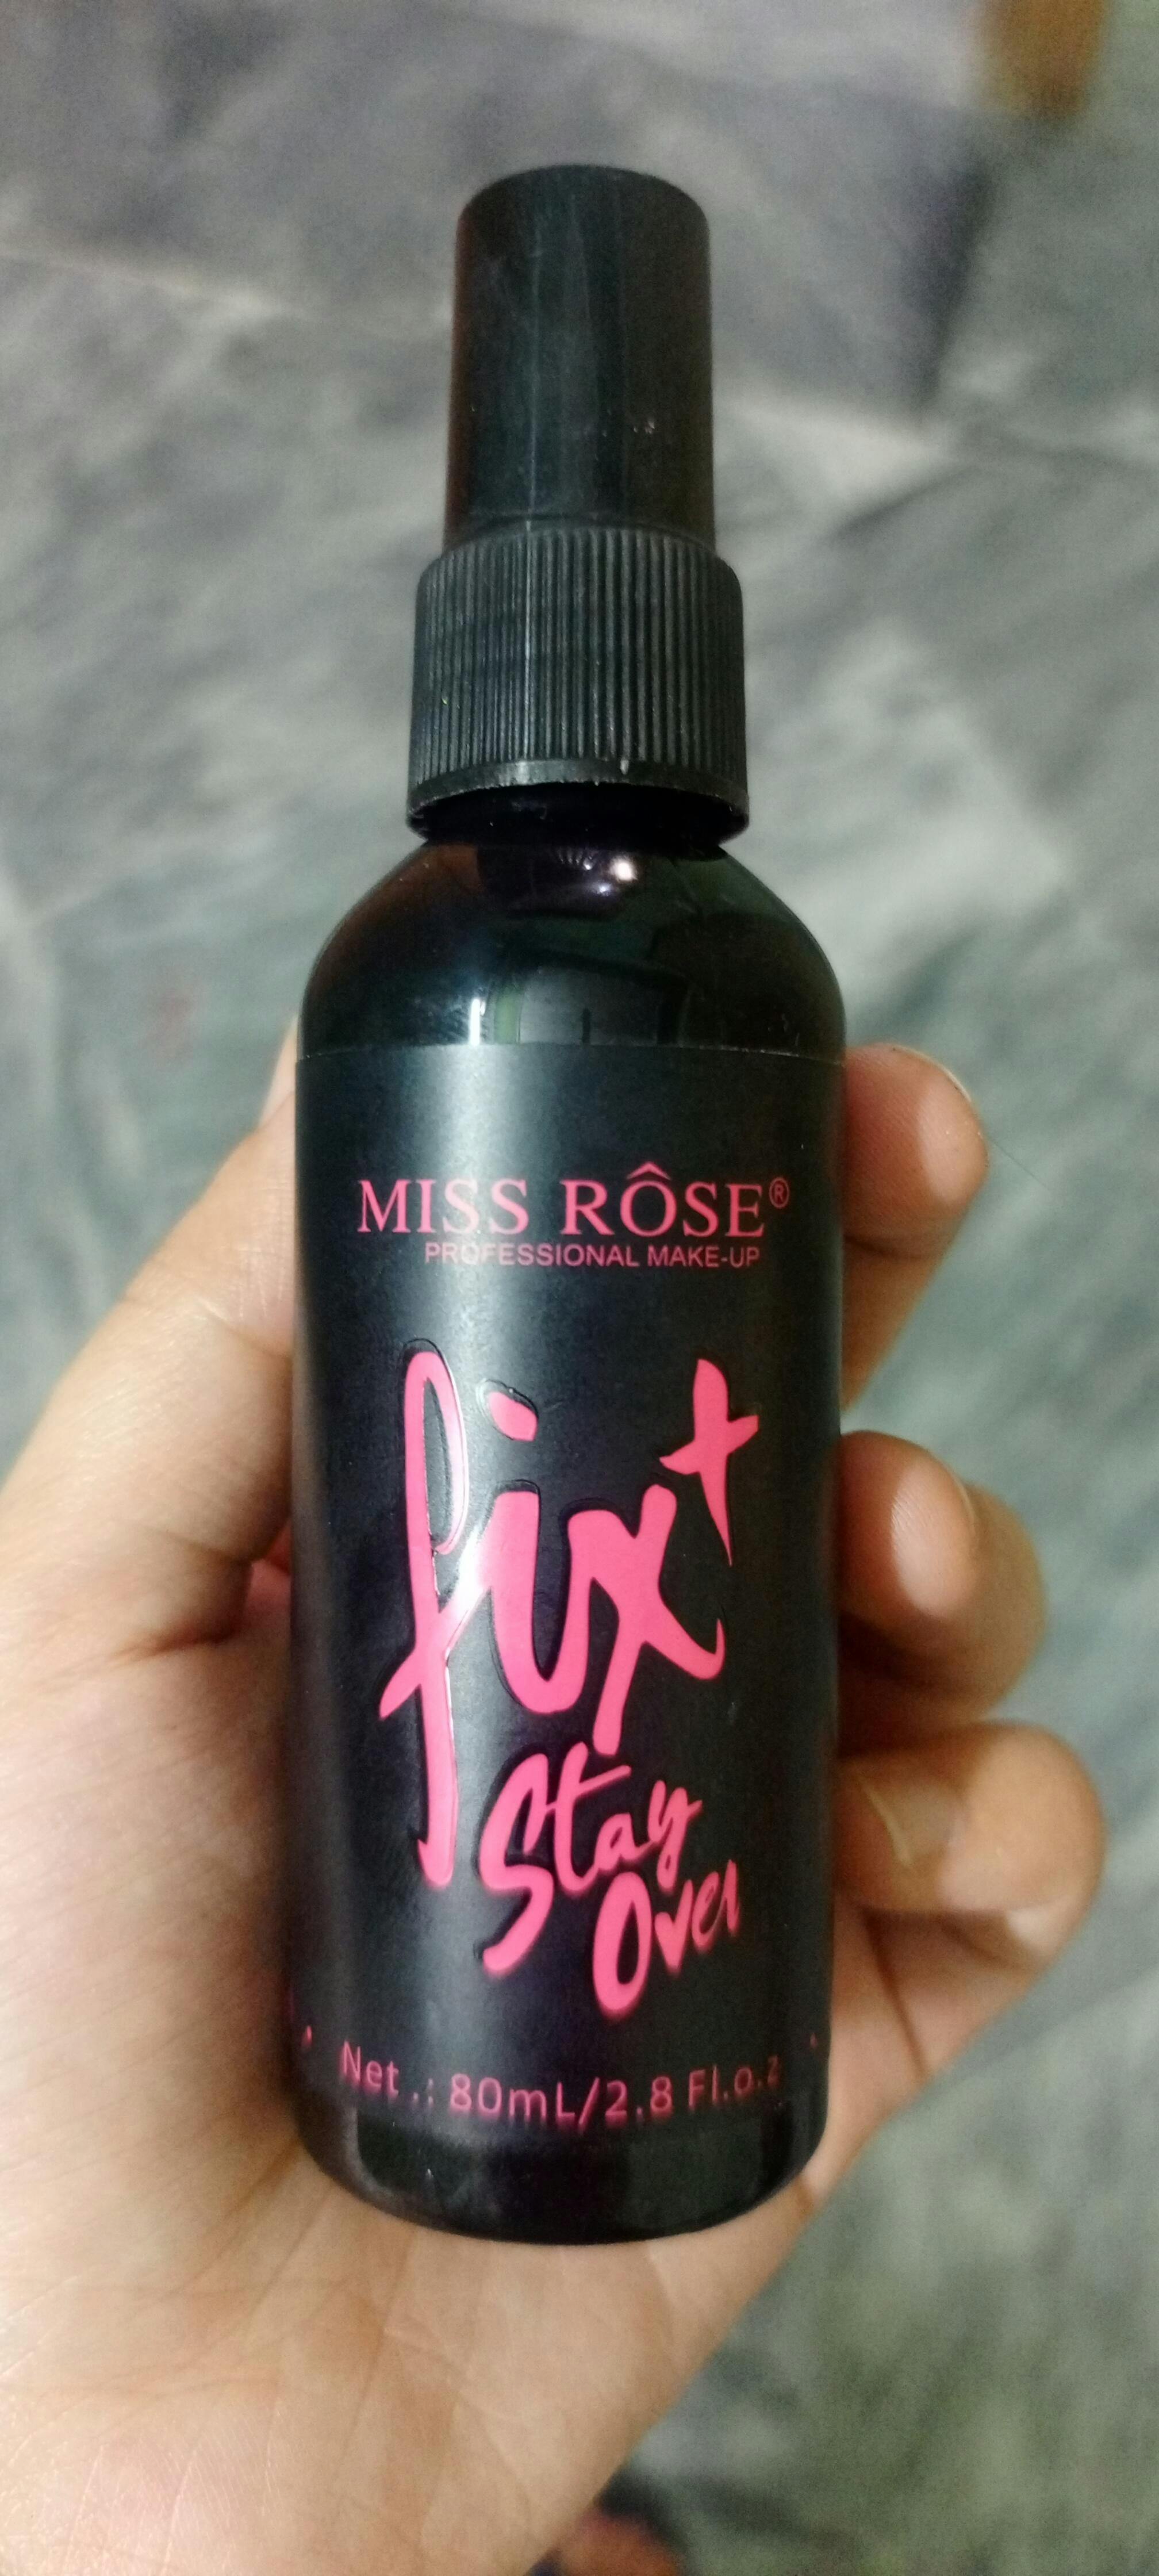 MISS RÔSE®
PROFESSIONAL MAKE-UP
fix+
Stay
Over
Net.: 80mL/2.8 Fl.o.z